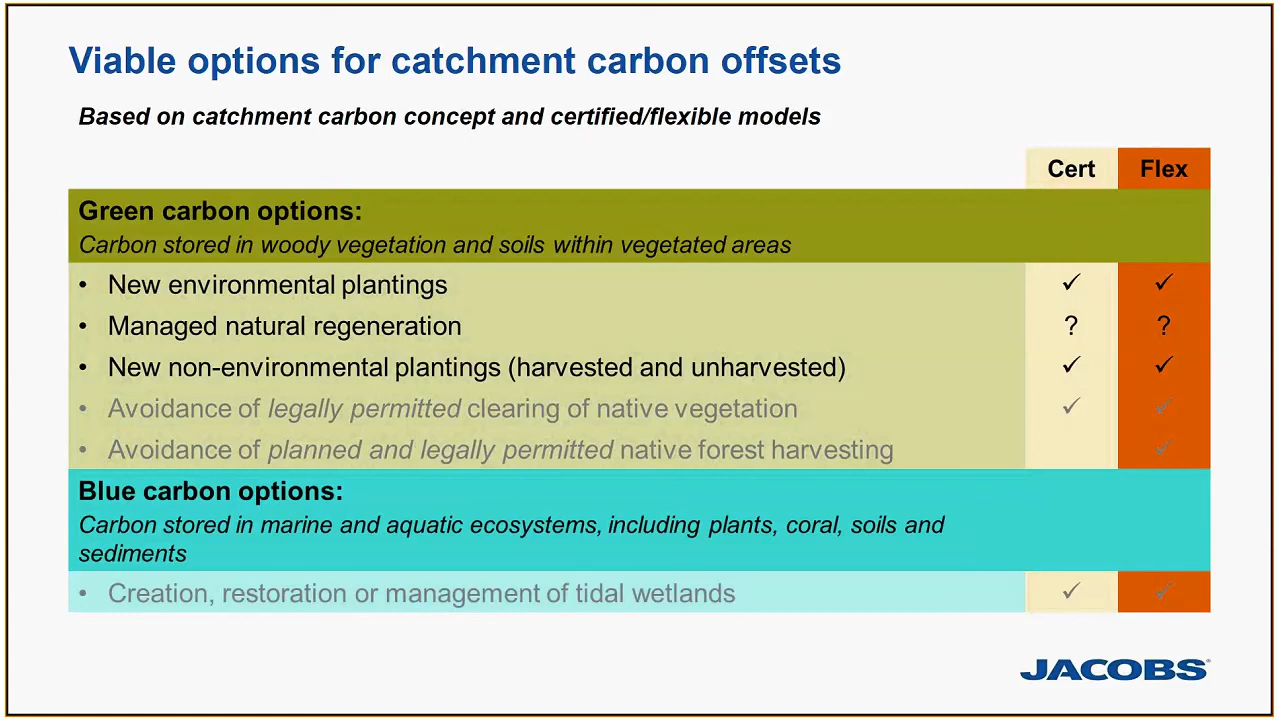 Viable options for catchment carbon offsets
Based on catchment carbon concept and certified/flexible models
Cert Flex
Green carbon options:
Carbon stored in woody vegetation and soils within vegetated areas
• New environmental plantings ✓ ✓
• Managed natural regeneration ? ?
• New non-environmental plantings (harvested and unharvested) ✓ ✓
• Avoidance of legally permitted clearing of native vegetation ✓ ✓
• Avoidance of planned and legally permitted native forest harvesting ✓
Blue carbon options:
Carbon stored in marine and aquatic ecosystems, including plants, coral, soils and
sediments
• Creation, restoration or management of tidal wetlands ✓ ✓
JACOBS